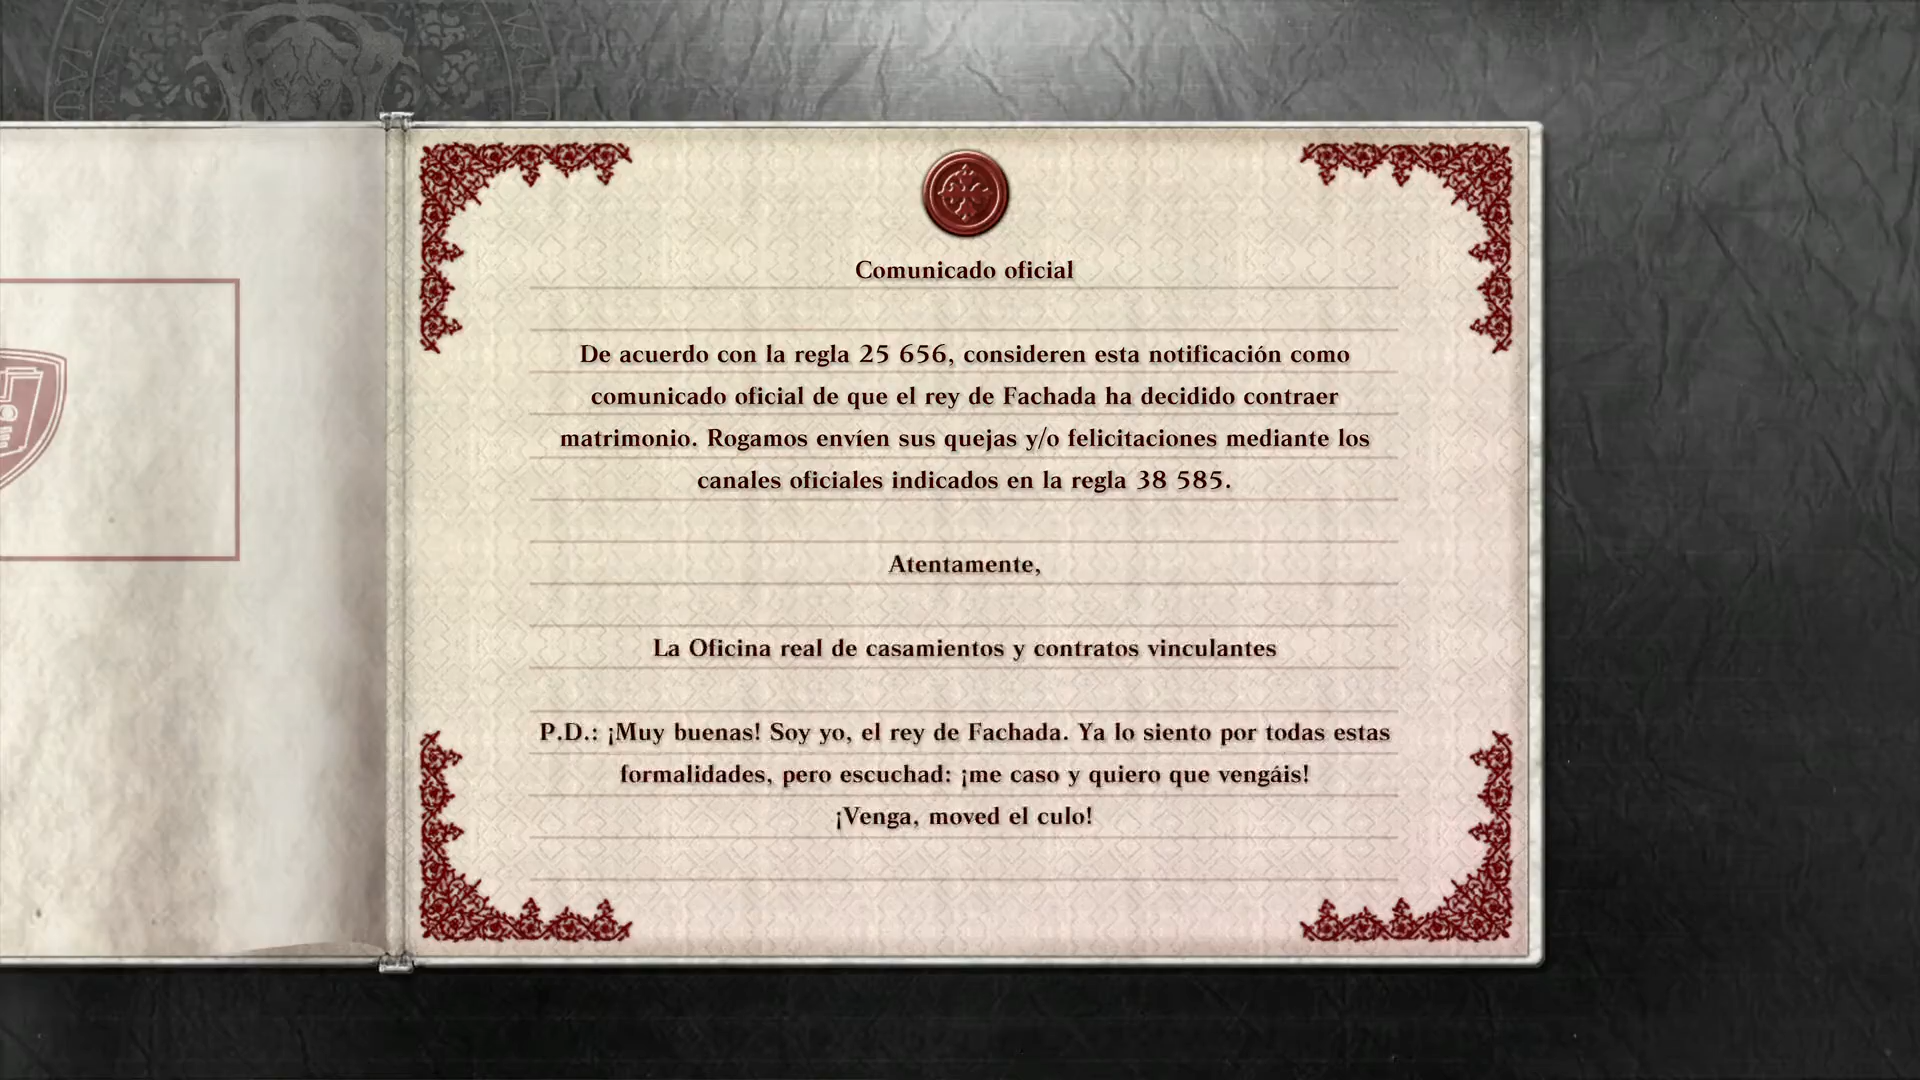 Comunicado oficial
De acuerdo con la regla 25 656, consideren esta notificación como
comunicado oficial de que el rey de Fachada ha decidido contraer
matrimonio. Rogamos envíen sus quejas y/o felicitaciones mediante los
canales oficiales indicados en la regla 38 585.
Atentamente,
La Oficina real de casamientos y contratos vinculantes
P.D.: ¡Muy buenas! Soy yo, el rey de Fachada. Ya lo siento por todas estas
formalidades, pero escuchad: ¡me caso y quiero que vengáis!
¡Venga, moved el culo!